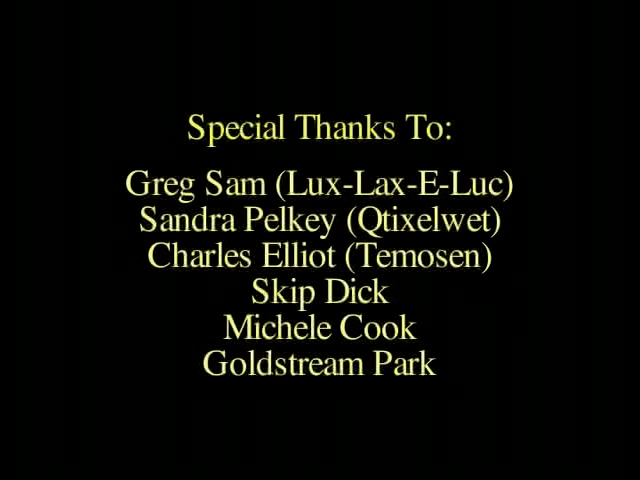 Special Thanks To:
Greg Sam (Lux-Lax-E-Luc)
Sandra Pelkey (Qtixelwet)
Charles Elliot (Temosen)
Skip Dick
Michele Cook
Goldstream Park